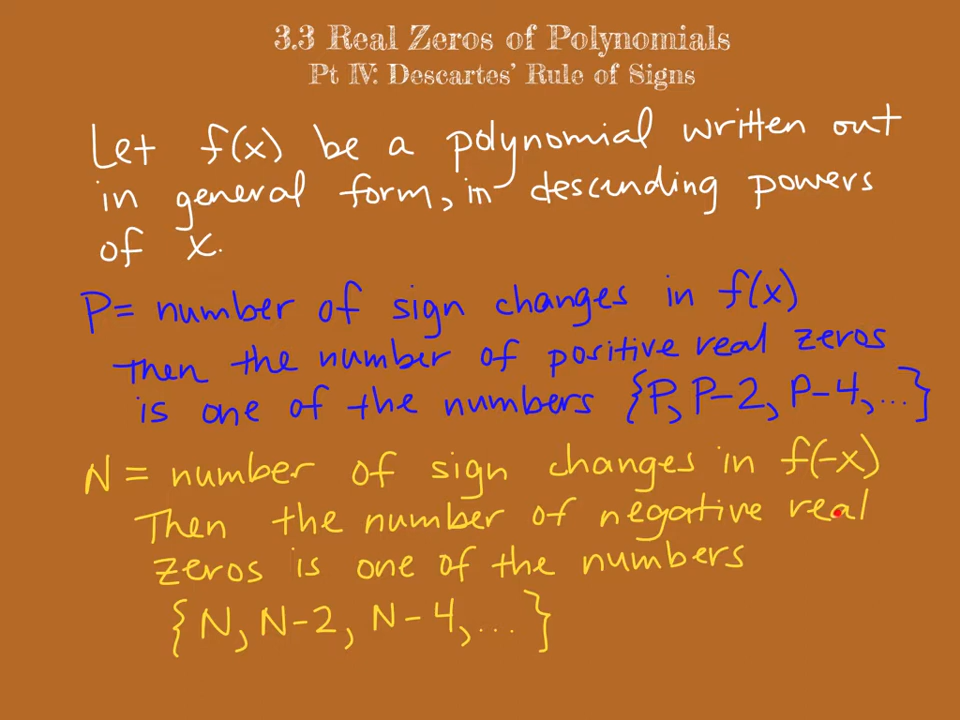 3.3 Real Zeros of Polynomials
Pt IV: Descartes' Rule of Signs
Let f(x) be a polynomial written out
in general form, in descending powers
of x.
P= number of sign changes in f(x)
then the number of positive real zeros
is one of the numbers {P, P-2, P-4, ...}
N = number of sign changes in f(-x)
Then the number of negative real
zeros is one of the numbers
{N, N-2, N-4, ...}